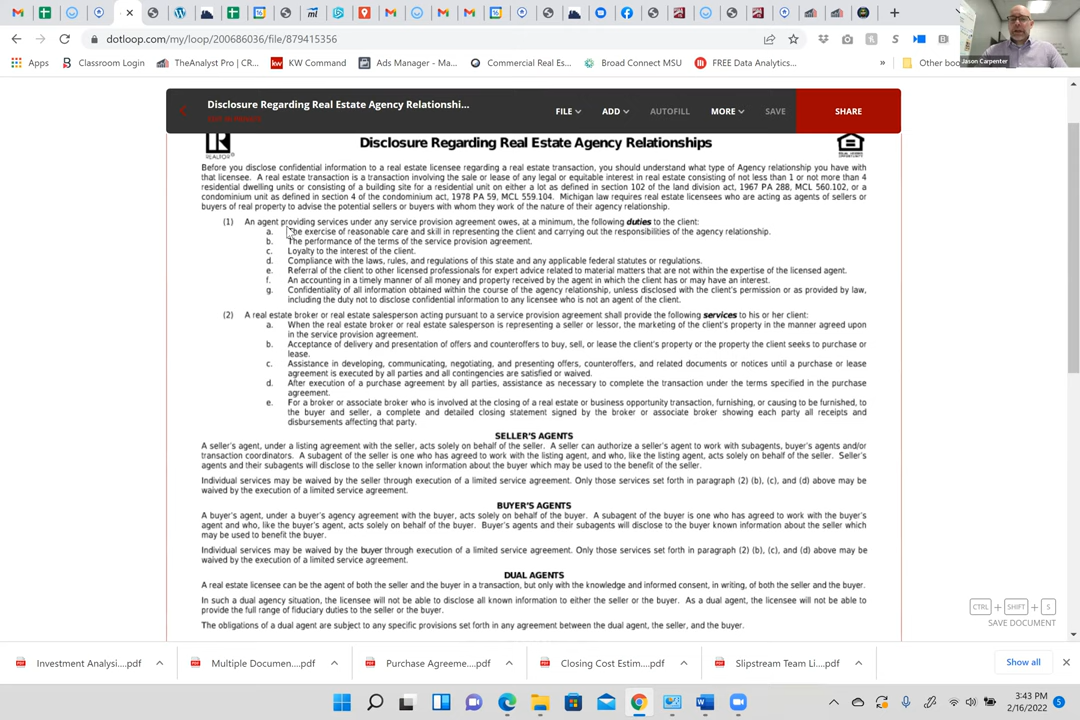 dotloop.com/my/loop/200686036/file/879415356
Apps
Classroom Login
TheAnalyst Pro | CR...
KW Command
Ads Manager - Ma...
Commercial Real Es...
Broad Connect MSU
FREE Data Analytics...
»
Other boo
Jason Carpenter
Disclosure Regarding Real Estate Agency Relationshi...
FILE
ADD
AUTOFILL
MORE
SAVE
SHARE
REALTOR
Disclosure Regarding Real Estate Agency Relationships
Before you disclose confidential information to a real estate licensee regarding a real estate transaction, you should understand what type of Agency relationship you have with
that licensee. A real estate transaction is a transaction involving the sale or lease of any legal or equitable interest in real estate consisting of not less than 1 or not more than 4
residential dwelling units or consisting of a building site for a residential unit on either a lot as defined in section 102 of the land division act, 1967 PA 288, MCL 560.102, or a
condominium unit as defined in section 4 of the condominium act, 1978 PA 59, MCL 559.104. Michigan law requires real estate licensees who are acting as agents of sellers or
buyers of real property to advise the potential sellers or buyers with whom they work of the nature of their agency relationship.
(1) An agent providing services under any service provision agreement owes, at a minimum, the following duties to the client:
a. The exercise of reasonable care and skill in representing the client and carrying out the responsibilities of the agency relationship.
b. The performance of the terms of the service provision agreement.
c. Loyalty to the interest of the client.
d. Compliance with the laws, rules, and regulations of this state and any applicable federal statutes or regulations.
e. Referral of the client to other licensed professionals for expert advice related to material matters that are not within the expertise of the licensed agent.
f. An accounting in a timely manner of all money and property received by the agent in which the client has or may have an interest.
g. Confidentiality of all information obtained within the course of the agency relationship, unless disclosed with the client's permission or as provided by law,
including the duty not to disclose confidential information to any licensee who is not an agent of the client.
(2) A real estate broker or real estate salesperson acting pursuant to a service provision agreement shall provide the following services to his or her client:
a. When the real estate broker or real estate salesperson is representing a seller or lessor, the marketing of the client's property in the manner agreed upon
in the service provision agreement.
b. Acceptance of delivery and presentation of offers and counteroffers to buy, sell, or lease the client's property or the property the client seeks to purchase or
lease.
c. Assistance in developing, communicating, negotiating, and presenting offers, counteroffers, and related documents or notices until a purchase or lease
agreement is executed by all parties and all contingencies are satisfied or waived.
d. After execution of a purchase agreement by all parties, assistance as necessary to complete the transaction under the terms specified in the purchase
agreement.
e. For a broker or associate broker who is involved at the closing of a real estate or business opportunity transaction, furnishing, or causing to be furnished, to
the buyer and seller, a complete and detailed closing statement signed by the broker or associate broker showing each party all receipts and
disbursements affecting that party.
SELLER'S AGENTS
A seller's agent, under a listing agreement with the seller, acts solely on behalf of the seller. A seller can authorize a seller's agent to work with subagents, buyer's agents and/or
transaction coordinators. A subagent of the seller is one who has agreed to work with the listing agent, and who, like the listing agent, acts solely on behalf of the seller. Seller's
agents and their subagents will disclose to the seller known information about the buyer which may be used to the benefit of the seller.
Individual services may be waived by the seller through execution of a limited service agreement. Only those services set forth in paragraph (2) (b), (c), and (d) above may be
waived by the execution of a limited service agreement.
BUYER'S AGENTS
A buyer's agent, under a buyer's agency agreement with the buyer, acts solely on behalf of the buyer. A subagent of the buyer is one who has agreed to work with the buyer's
agent and who, like the buyer's agent, acts solely on behalf of the buyer. Buyer's agents and their subagents will disclose to the buyer known information about the seller which
may be used to benefit the buyer.
Individual services may be waived by the buyer through execution of a limited service agreement. Only those services set forth in paragraph (2) (b), (c), and (d) above may be
waived by the execution of a limited service agreement.
DUAL AGENTS
A real estate licensee can be the agent of both the seller and the buyer in a transaction, but only with the knowledge and informed consent, in writing, of both the seller and the buyer.
In such a dual agency situation, the licensee will not be able to disclose all known information to either the seller or the buyer. As a dual agent, the licensee will not be able to
provide the full range of fiduciary duties to the seller or the buyer.
The obligations of a dual agent are subject to any specific provisions set forth in any agreement between the dual agent, the seller, and the buyer.
CTRL + SHIFT + S
SAVE DOCUMENT
Investment Analysi....pdf
Multiple Documen....pdf
Purchase Agreeme....pdf
Closing Cost Estim....pdf
Slipstream Team Li....pdf
Show all
3:43 PM
2/16/2022